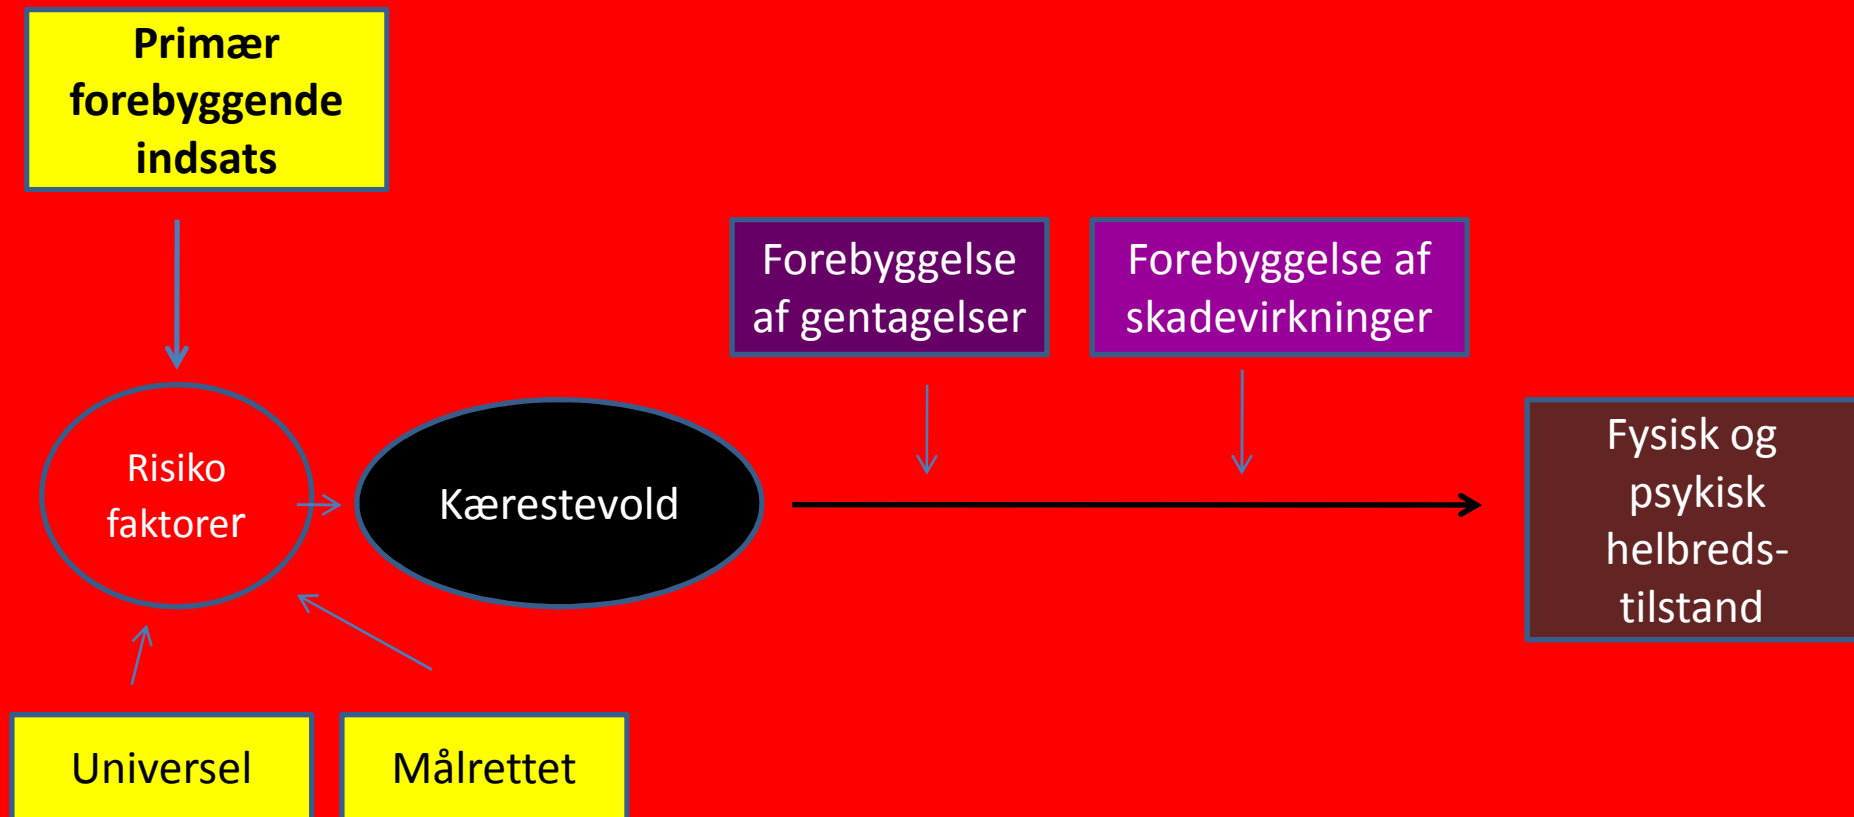 Primær
forebyggende
indsats
Forebyggelse
af gentagelser
Forebyggelse af
skadevirkninger
Risiko
faktorer
Kærestevold
Fysisk og
psykisk
helbreds-
tilstand
Universel
Målrettet